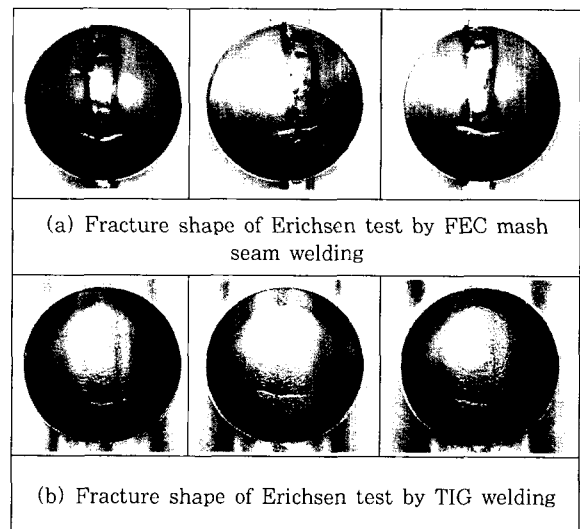 (a) Fracture shape of Erichsen test by FEC mash
seam welding
(b) Fracture shape of Erichsen test by TIG welding